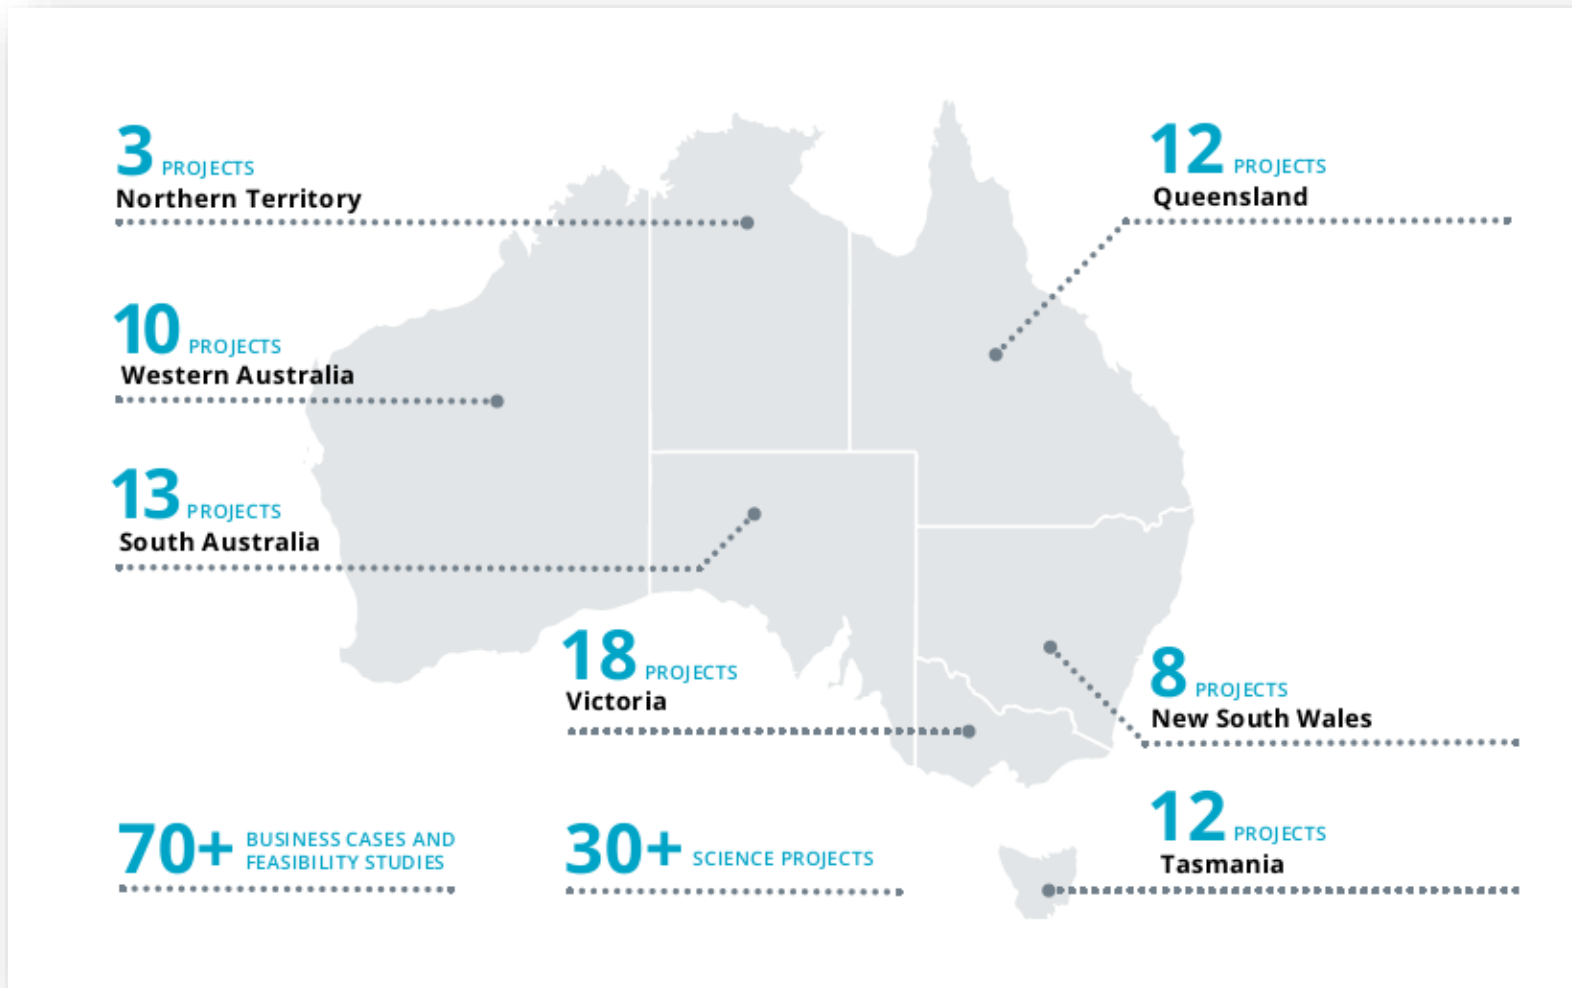 3 PROJECTS
Northern Territory
12 PROJECTS
Queensland
10 PROJECTS
Western Australia
13 PROJECTS
South Australia
18 PROJECTS
Victoria
8 PROJECTS
New South Wales
12 PROJECTS
Tasmania
70+ BUSINESS CASES AND
FEASIBILITY STUDIES
30+ SCIENCE PROJECTS